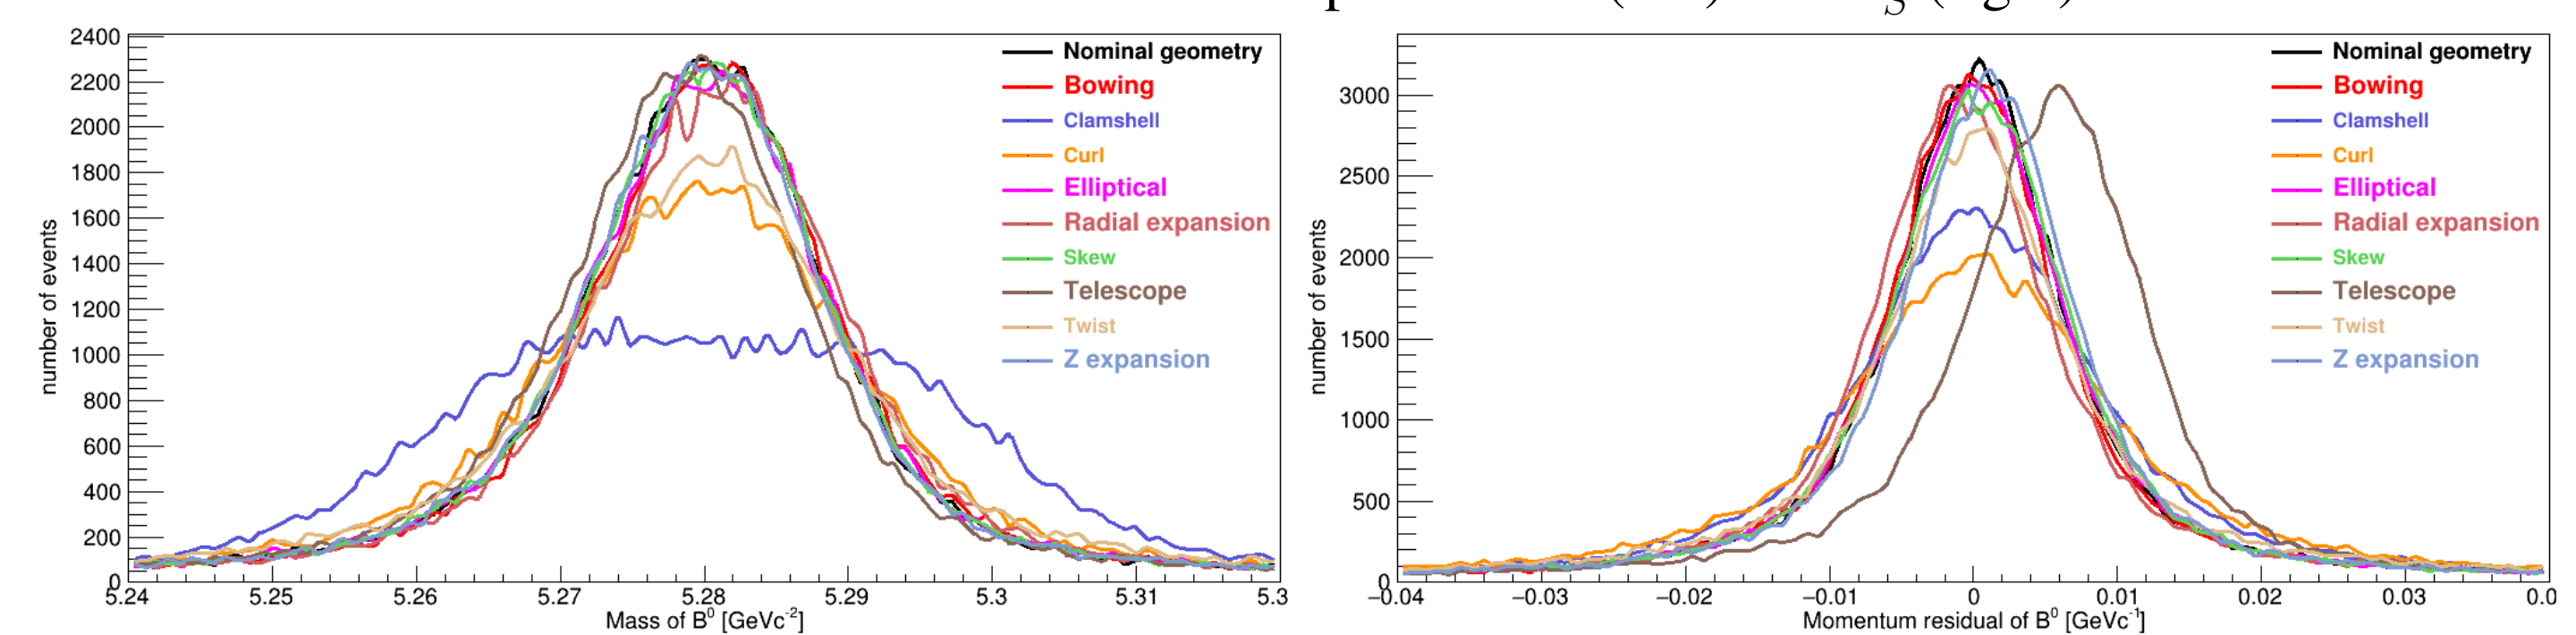 2400
2200
2000
1800
1600
1400
1200
1000
800
600
400
200
0
number of events
Nominal geometry
Bowing
Clamshell
Curl
Elliptical
Radial expansion
Skew
Telescope
Twist
Z expansion
5.24 5.25 5.26 5.27 5.28 5.29 5.3 5.31 5.3
Mass of B⁰ [GeVc⁻²]
3000
2500
2000
1500
1000
500
0
number of events
Nominal geometry
Bowing
Clamshell
Curl
Elliptical
Radial expansion
Skew
Telescope
Twist
Z expansion
−0.04 −0.03 −0.02 −0.01 0 0.01 0.02 0.03 0.0
Momentum residual of B⁰ [GeVc⁻¹]